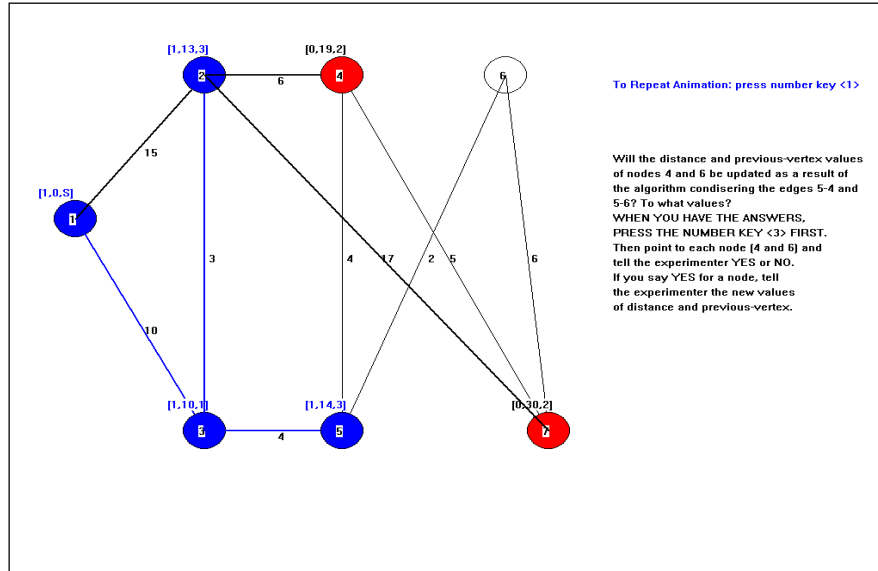 [1,13,3]
[0,19,2]
2
6
4
6
To Repeat Animation: press number key <1>
15
Will the distance and previous-vertex values
of nodes 4 and 6 be updated as a result of
the algorithm condisering the edges 5-4 and
5-6? To what values?
WHEN YOU HAVE THE ANSWERS,
PRESS THE NUMBER KEY <3> FIRST.
Then point to each node (4 and 6) and
tell the experimenter YES or NO.
If you say YES for a node, tell
the experimenter the new values
of distance and previous-vertex.
[1,0,S]
1
3
4
17
2
5
6
10
[1,10,1]
[1,14,3]
[0,30,2]
3
4
5
7